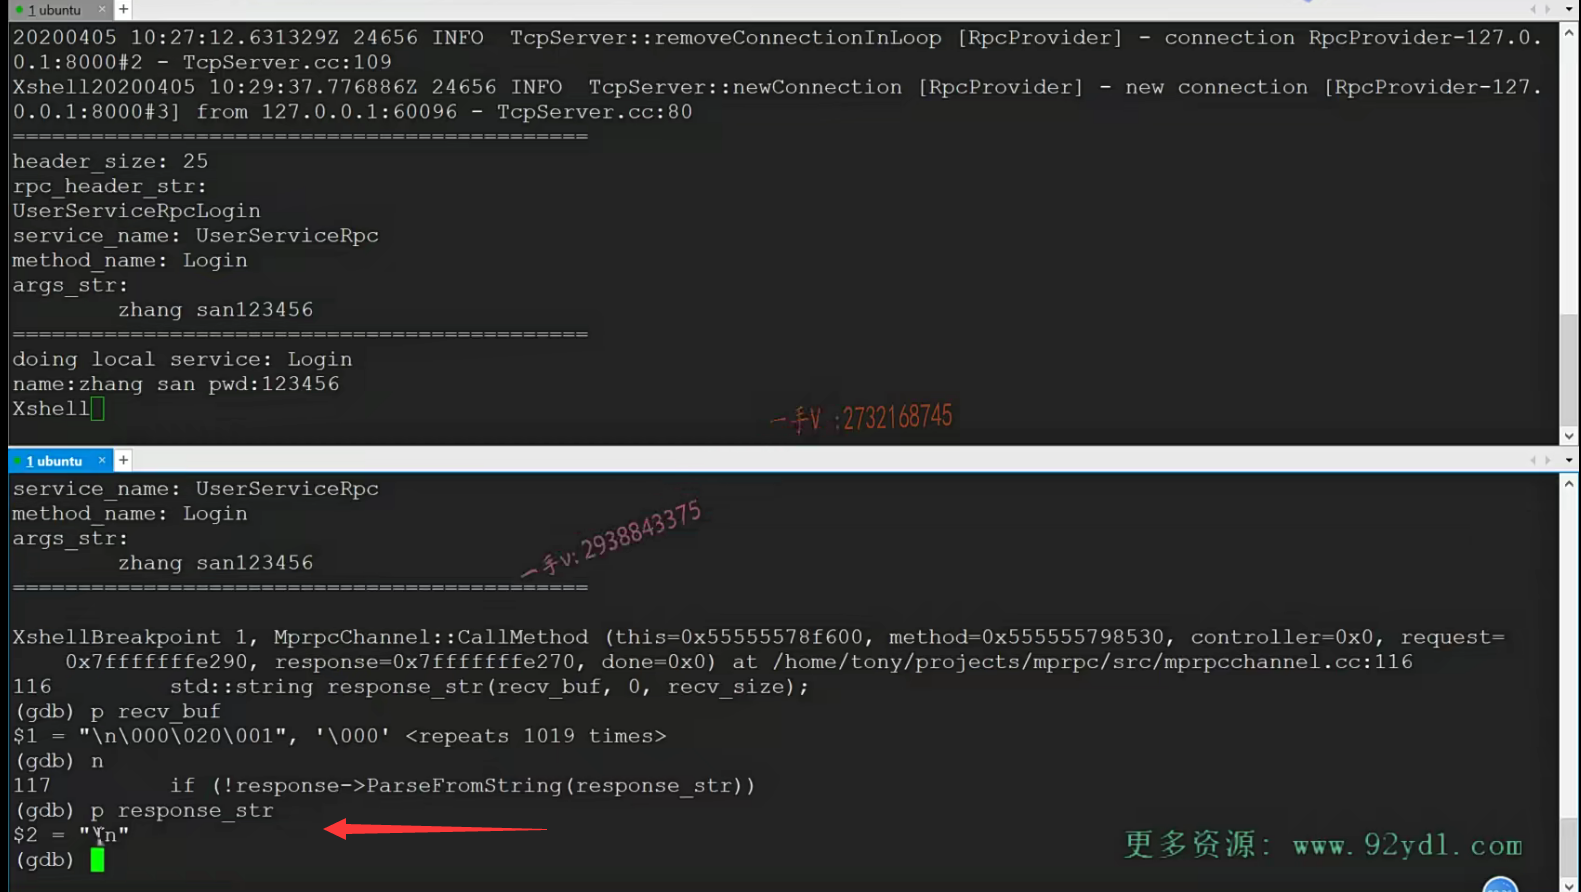 1 ubuntu × +
20200405 10:27:12.631329Z 24656 INFO  TcpServer::removeConnectionInLoop [RpcProvider] - connection RpcProvider-127.0.
0.1:8000#2 - TcpServer.cc:109
Xshell20200405 10:29:37.776886Z 24656 INFO  TcpServer::newConnection [RpcProvider] - new connection [RpcProvider-127.
0.0.1:8000#3] from 127.0.0.1:60096 - TcpServer.cc:80
============================================
header_size: 25
rpc_header_str:
UserServiceRpcLogin
service_name: UserServiceRpc
method_name: Login
args_str:
zhang san123456
============================================
doing local service: Login
name:zhang san pwd:123456
Xshell
一手V :2732168745
1 ubuntu × +
service_name: UserServiceRpc
method_name: Login
args_str:
zhang san123456
一手v: 2938843375
============================================
XshellBreakpoint 1, MprpcChannel::CallMethod (this=0x55555578f600, method=0x555555798530, controller=0x0, request=
0x7fffffffe290, response=0x7fffffffe270, done=0x0) at /home/tony/projects/mprpc/src/mprpcchannel.cc:116
116         std::string response_str(recv_buf, 0, recv_size);
(gdb) p recv_buf
$1 = "\n\000\020\001", '\000' <repeats 1019 times>
(gdb) n
117         if (!response->ParseFromString(response_str))
(gdb) p response_str
$2 = "\n"
(gdb)
更多资源: www.92ydl.com